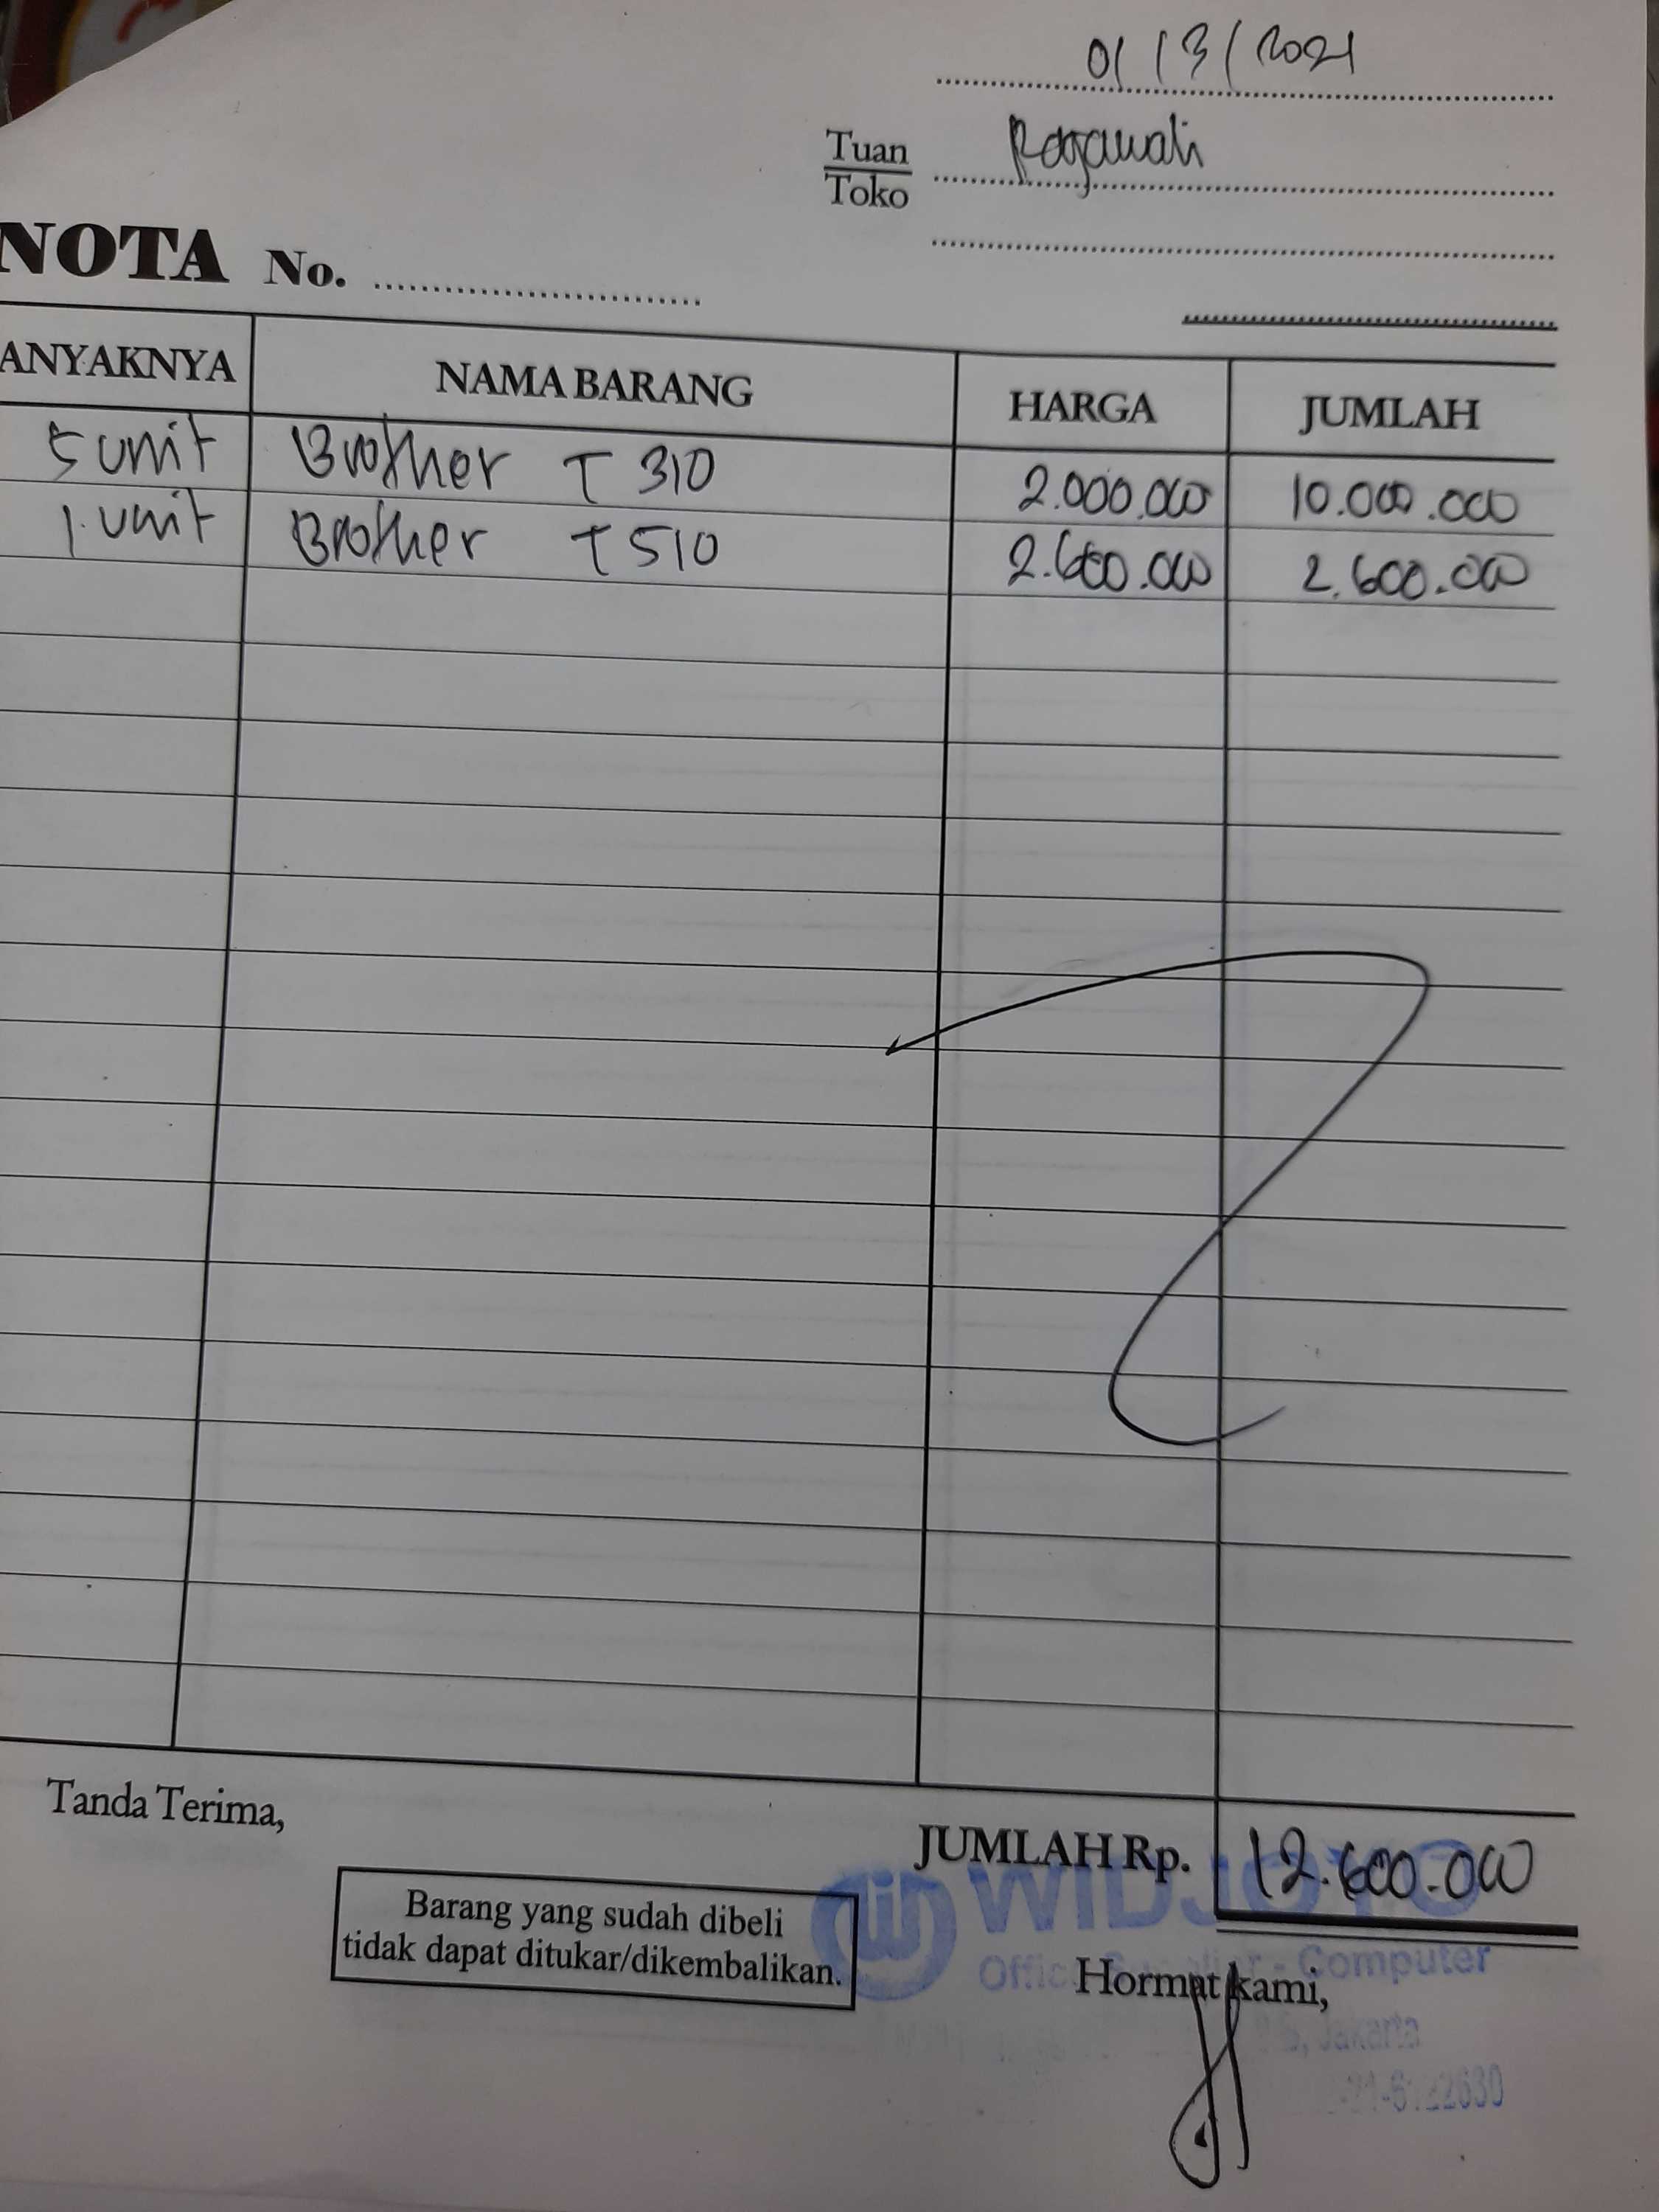 01/3/2021
Tuan
Toko
NOTA No.
ANYAKNYA NAMA BARANG HARGA JUMLAH
5 unit Brother T 310 2.000.000 10.000.000
1 unit Brother T 510 2.600.000 2.600.000
Tanda Terima,
JUMLAH Rp. 12.600.000
Barang yang sudah dibeli
tidak dapat ditukar/dikembalikan.
WIDJOYO
Computer
Hormat kami,
Jakarta